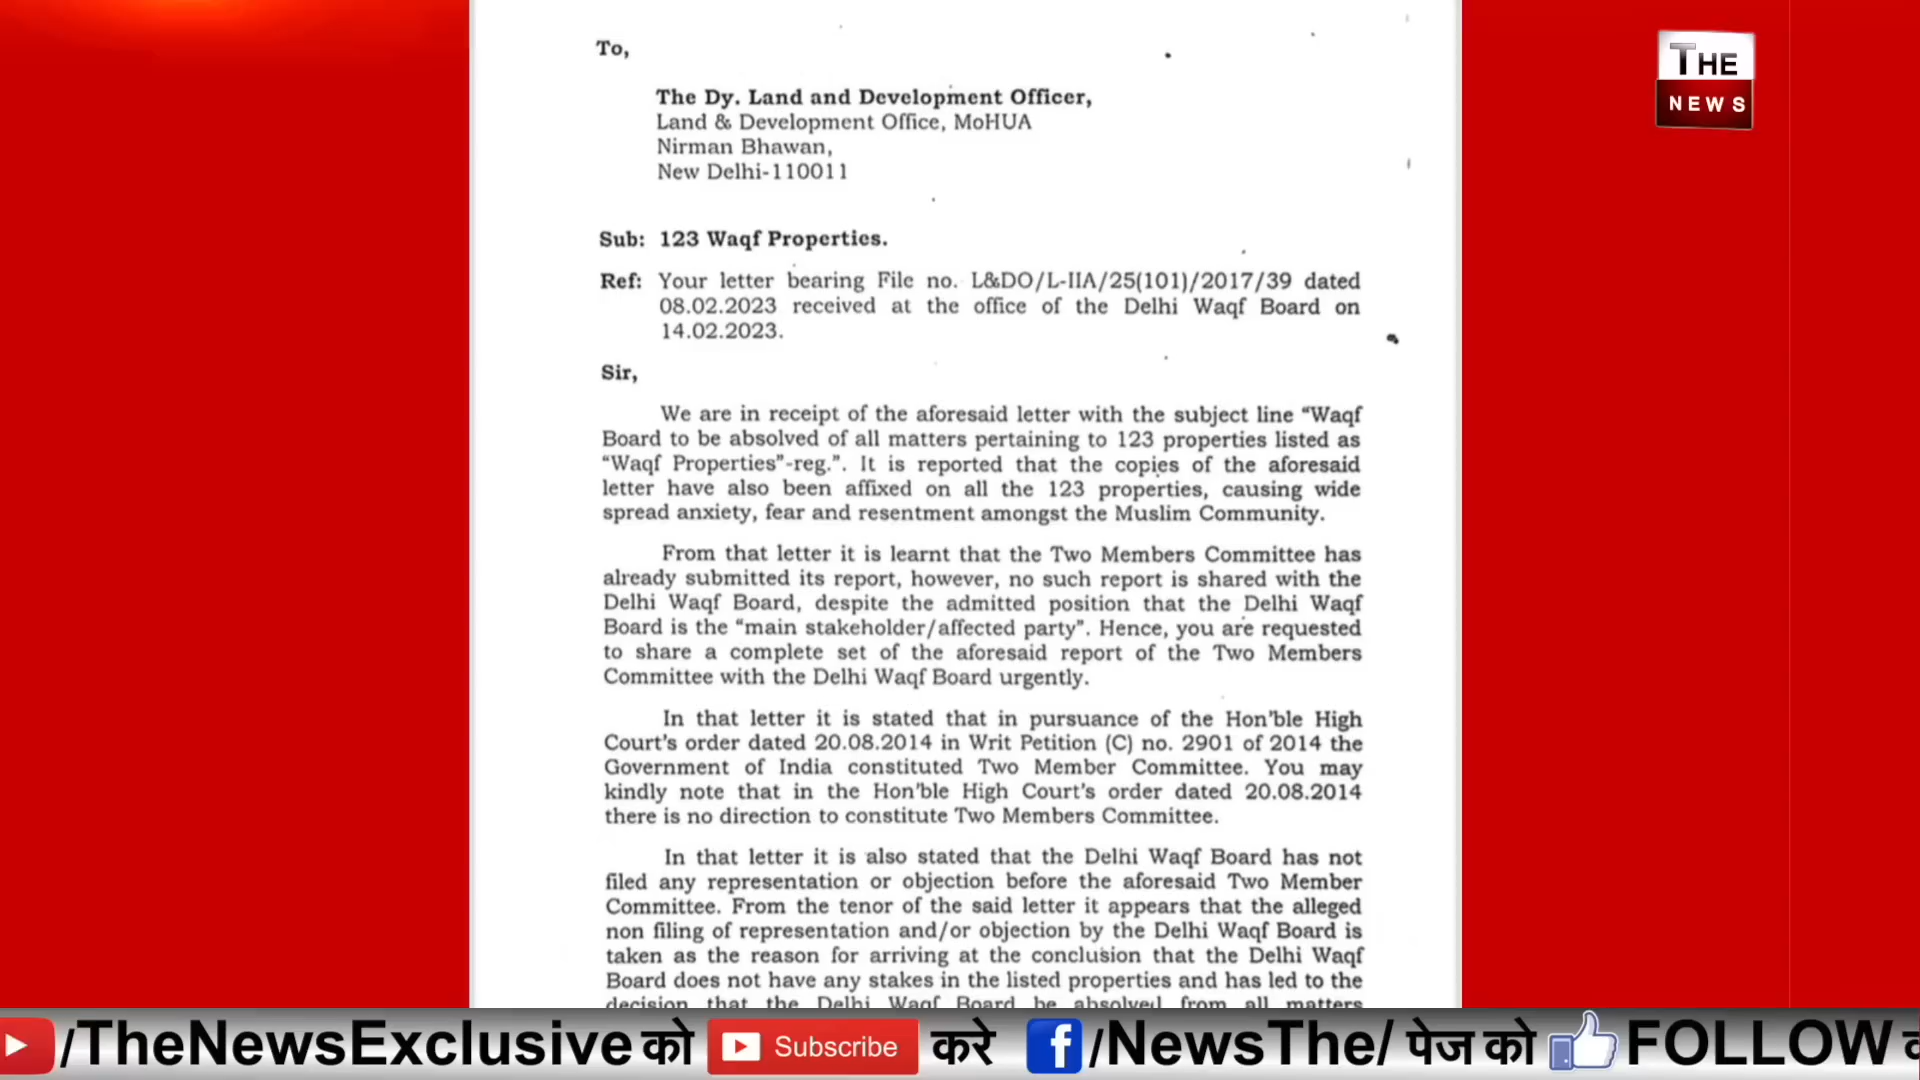 To,
The Dy. Land and Development Officer,
Land & Development Office, MoHUA
Nirman Bhawan,
New Delhi-110011
Sub: 123 Waqf Properties.
Ref: Your letter bearing File no. L&DO/L-IIA/25(101)/2017/39 dated
08.02.2023 received at the office of the Delhi Waqf Board on
14.02.2023.
Sir,
We are in receipt of the aforesaid letter with the subject line “Waqf
Board to be absolved of all matters pertaining to 123 properties listed as
“Waqf Properties”-reg.”. It is reported that the copies of the aforesaid
letter have also been affixed on all the 123 properties, causing wide
spread anxiety, fear and resentment amongst the Muslim Community.
From that letter it is learnt that the Two Members Committee has
already submitted its report, however, no such report is shared with the
Delhi Waqf Board, despite the admitted position that the Delhi Waqf
Board is the “main stakeholder/affected party”. Hence, you are requested
to share a complete set of the aforesaid report of the Two Members
Committee with the Delhi Waqf Board urgently.
In that letter it is stated that in pursuance of the Hon’ble High
Court’s order dated 20.08.2014 in Writ Petition (C) no. 2901 of 2014 the
Government of India constituted Two Member Committee. You may
kindly note that in the Hon’ble High Court’s order dated 20.08.2014
there is no direction to constitute Two Members Committee.
In that letter it is also stated that the Delhi Waqf Board has not
filed any representation or objection before the aforesaid Two Member
Committee. From the tenor of the said letter it appears that the alleged
non filing of representation and/or objection by the Delhi Waqf Board is
taken as the reason for arriving at the conclusion that the Delhi Waqf
Board does not have any stakes in the listed properties and has led to the
decision that the Delhi Waqf Board be absolved from all matters
THE
NEWS
/TheNewsExclusive को Subscribe करे f/NewsThe/ पेज को FOLLOW